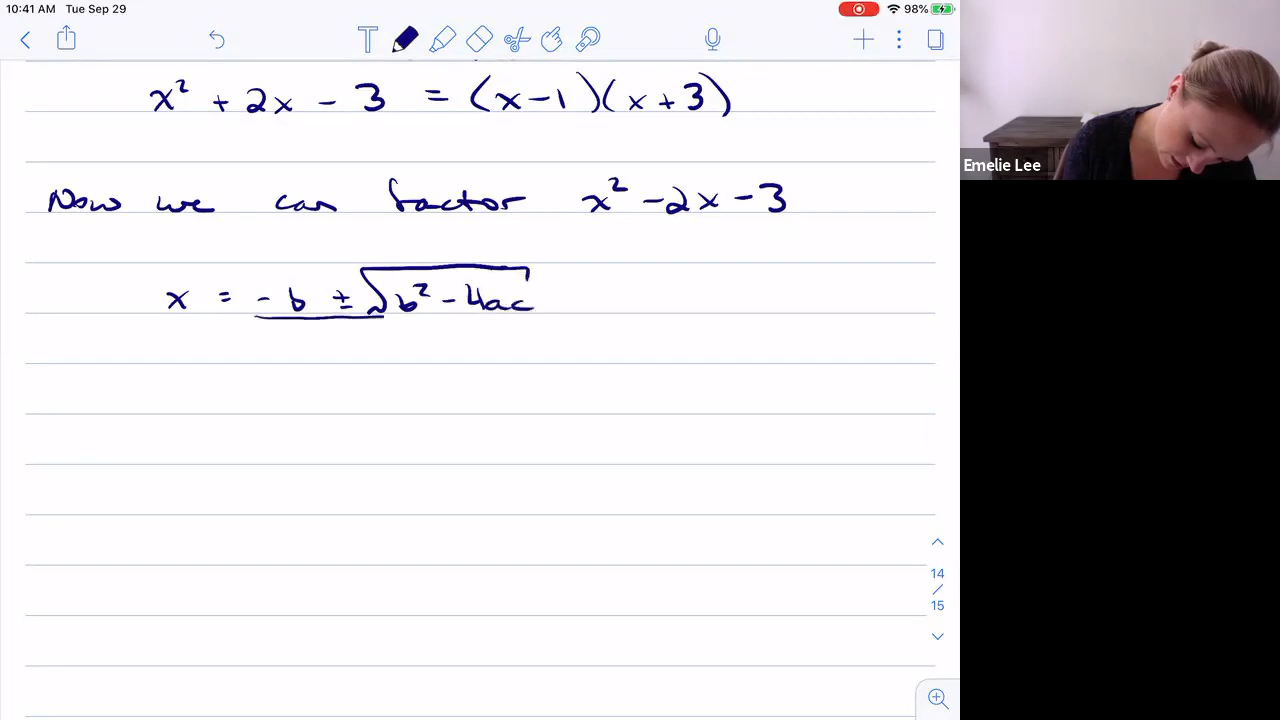 10:41 AM Tue Sep 29
98%
T
x² + 2x - 3 = (x-1)(x+3)
Emelie Lee
Now we can factor x² -2x -3
x = -b ± √b² - 4ac
14
/
15